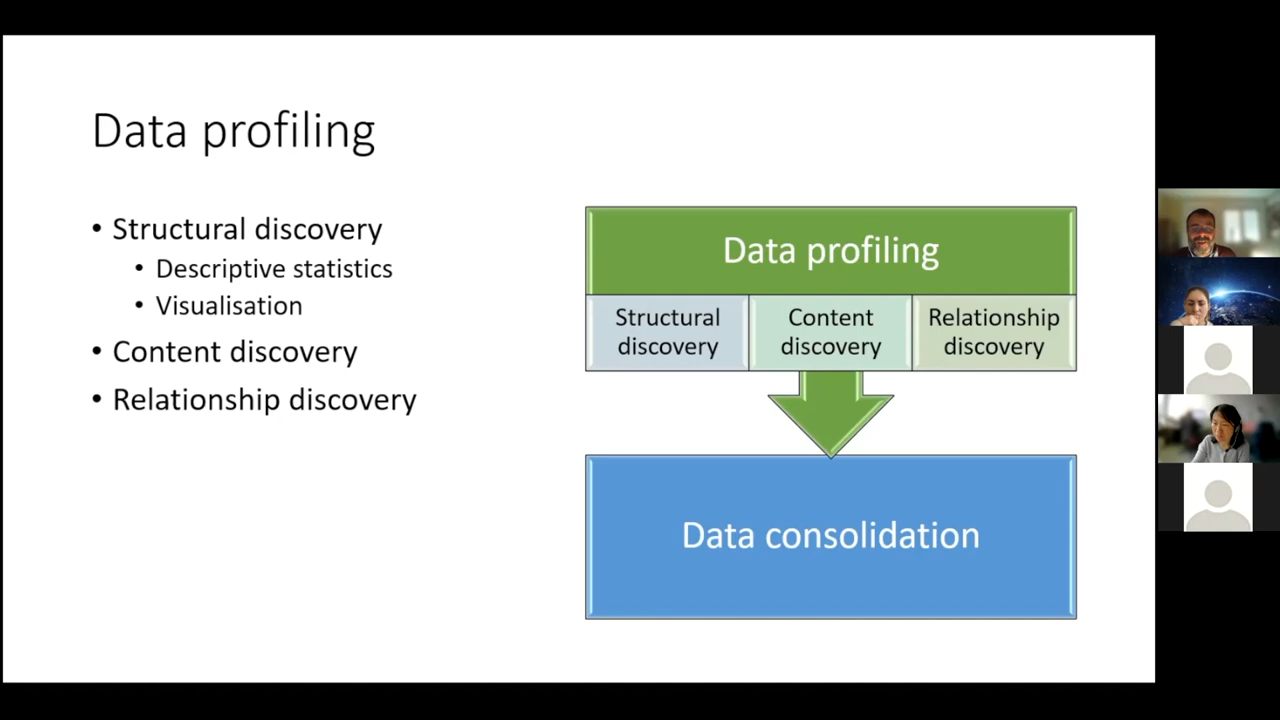 Data profiling
• Structural discovery
• Descriptive statistics
• Visualisation
• Content discovery
• Relationship discovery
Data profiling
Structural
discovery
Content
discovery
Relationship
discovery
Data consolidation